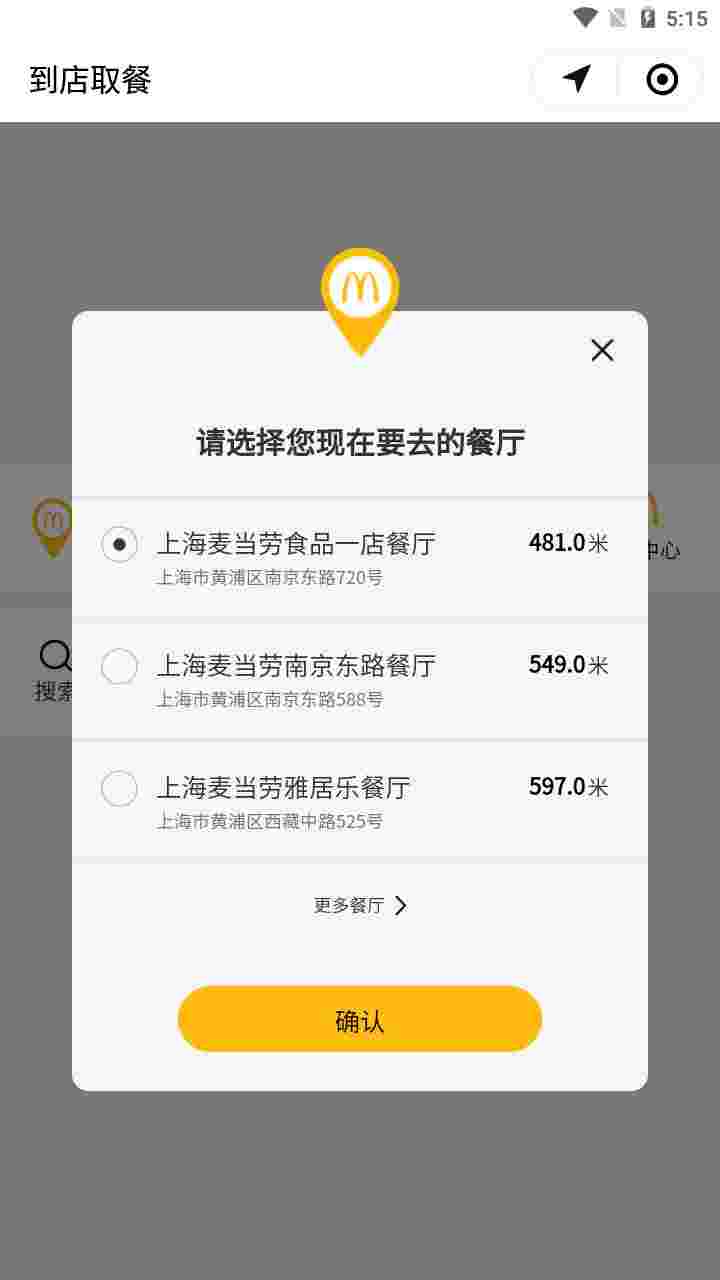 5:15
到店取餐
请选择您现在要去的餐厅
上海麦当劳食品一店餐厅
481.0米
上海市黄浦区南京东路720号
中心
上海麦当劳南京东路餐厅
549.0米
搜索
上海市黄浦区南京东路588号
上海麦当劳雅居乐餐厅
597.0米
上海市黄浦区西藏中路525号
更多餐厅
确认